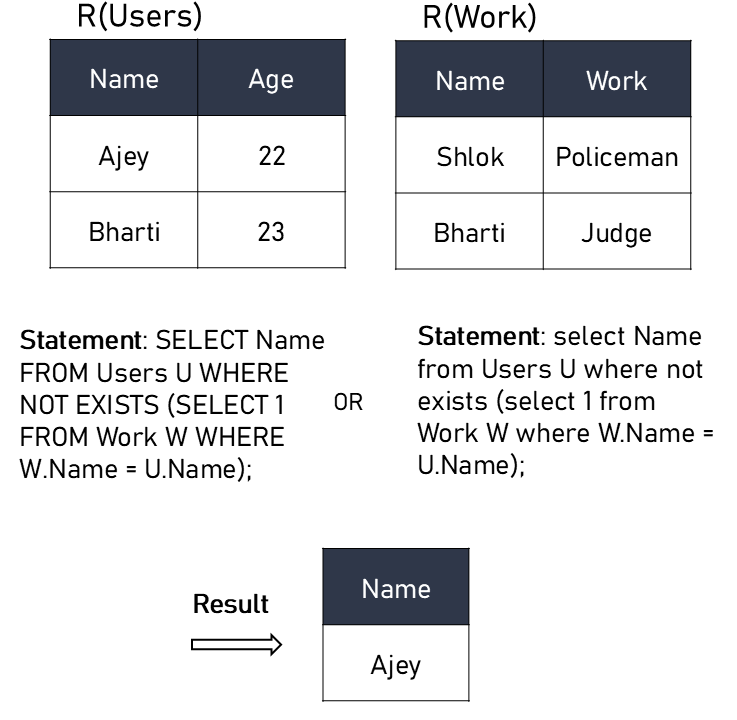 R(Users)
Name Age
Ajey 22
Bharti 23
R(Work)
Name Work
Shlok Policeman
Bharti Judge
Statement: SELECT Name
FROM Users U WHERE
NOT EXISTS (SELECT 1
FROM Work W WHERE
W.Name = U.Name);
OR
Statement: select Name
from Users U where not
exists (select 1 from
Work W where W.Name =
U.Name);
Result
Name
Ajey